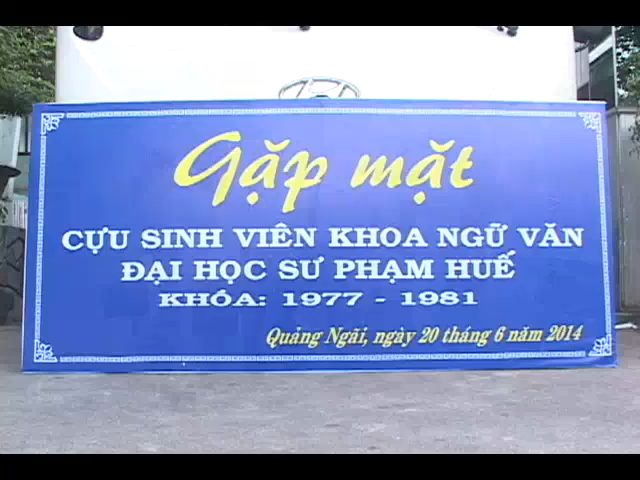 Gặp mặt
CỰU SINH VIÊN KHOA NGỮ VĂN
ĐẠI HỌC SƯ PHẠM HUẾ
KHÓA: 1977 - 1981
Quảng Ngãi, ngày 20 tháng 6 năm 2014